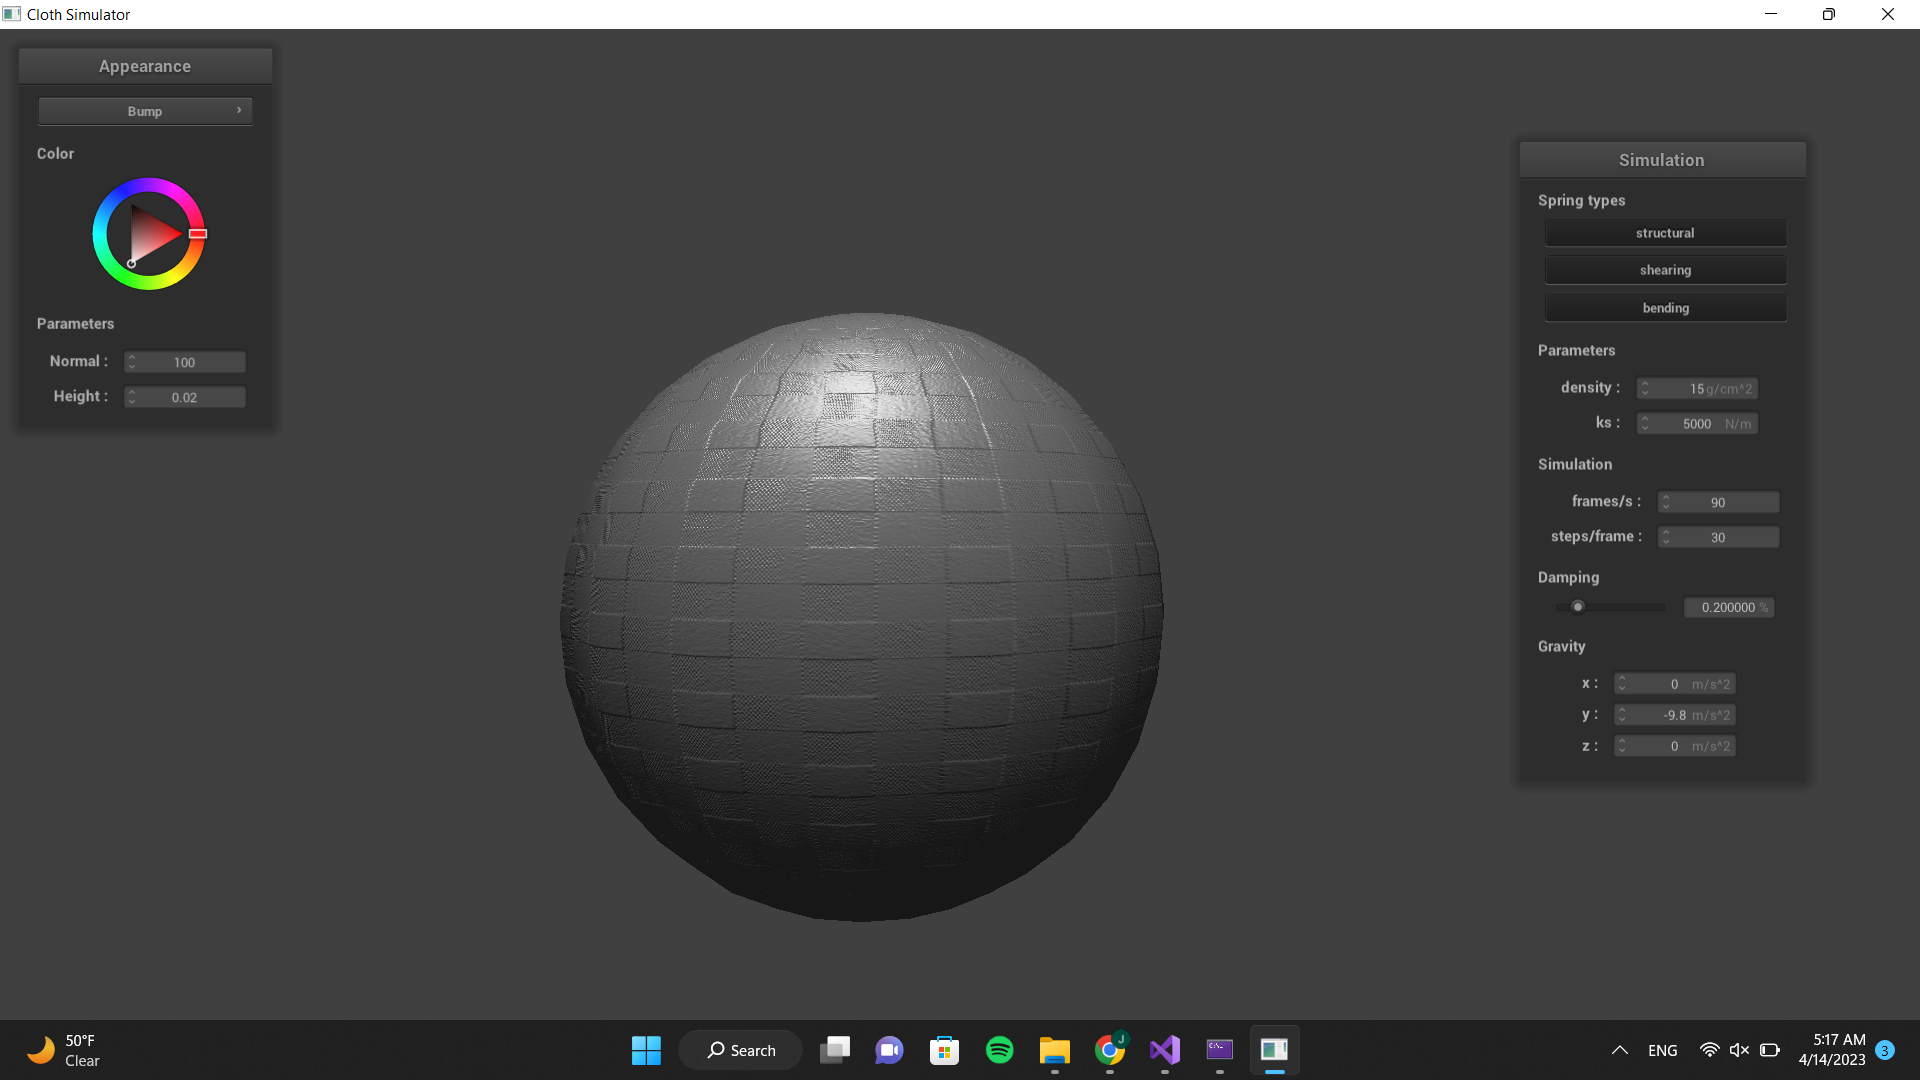 Cloth Simulator
Appearance
Bump
Color
Parameters
Normal : 100
Height : 0.02
Simulation
Spring types
structural
shearing
bending
Parameters
density : 15 g/cm^2
ks : 5000 N/m
Simulation
frames/s : 90
steps/frame : 30
Damping
0.200000 %
Gravity
x : 0 m/s^2
y : -9.8 m/s^2
z : 0 m/s^2
50°F
Clear
Search
J
C:\_
ENG
5:17 AM
4/14/2023
3